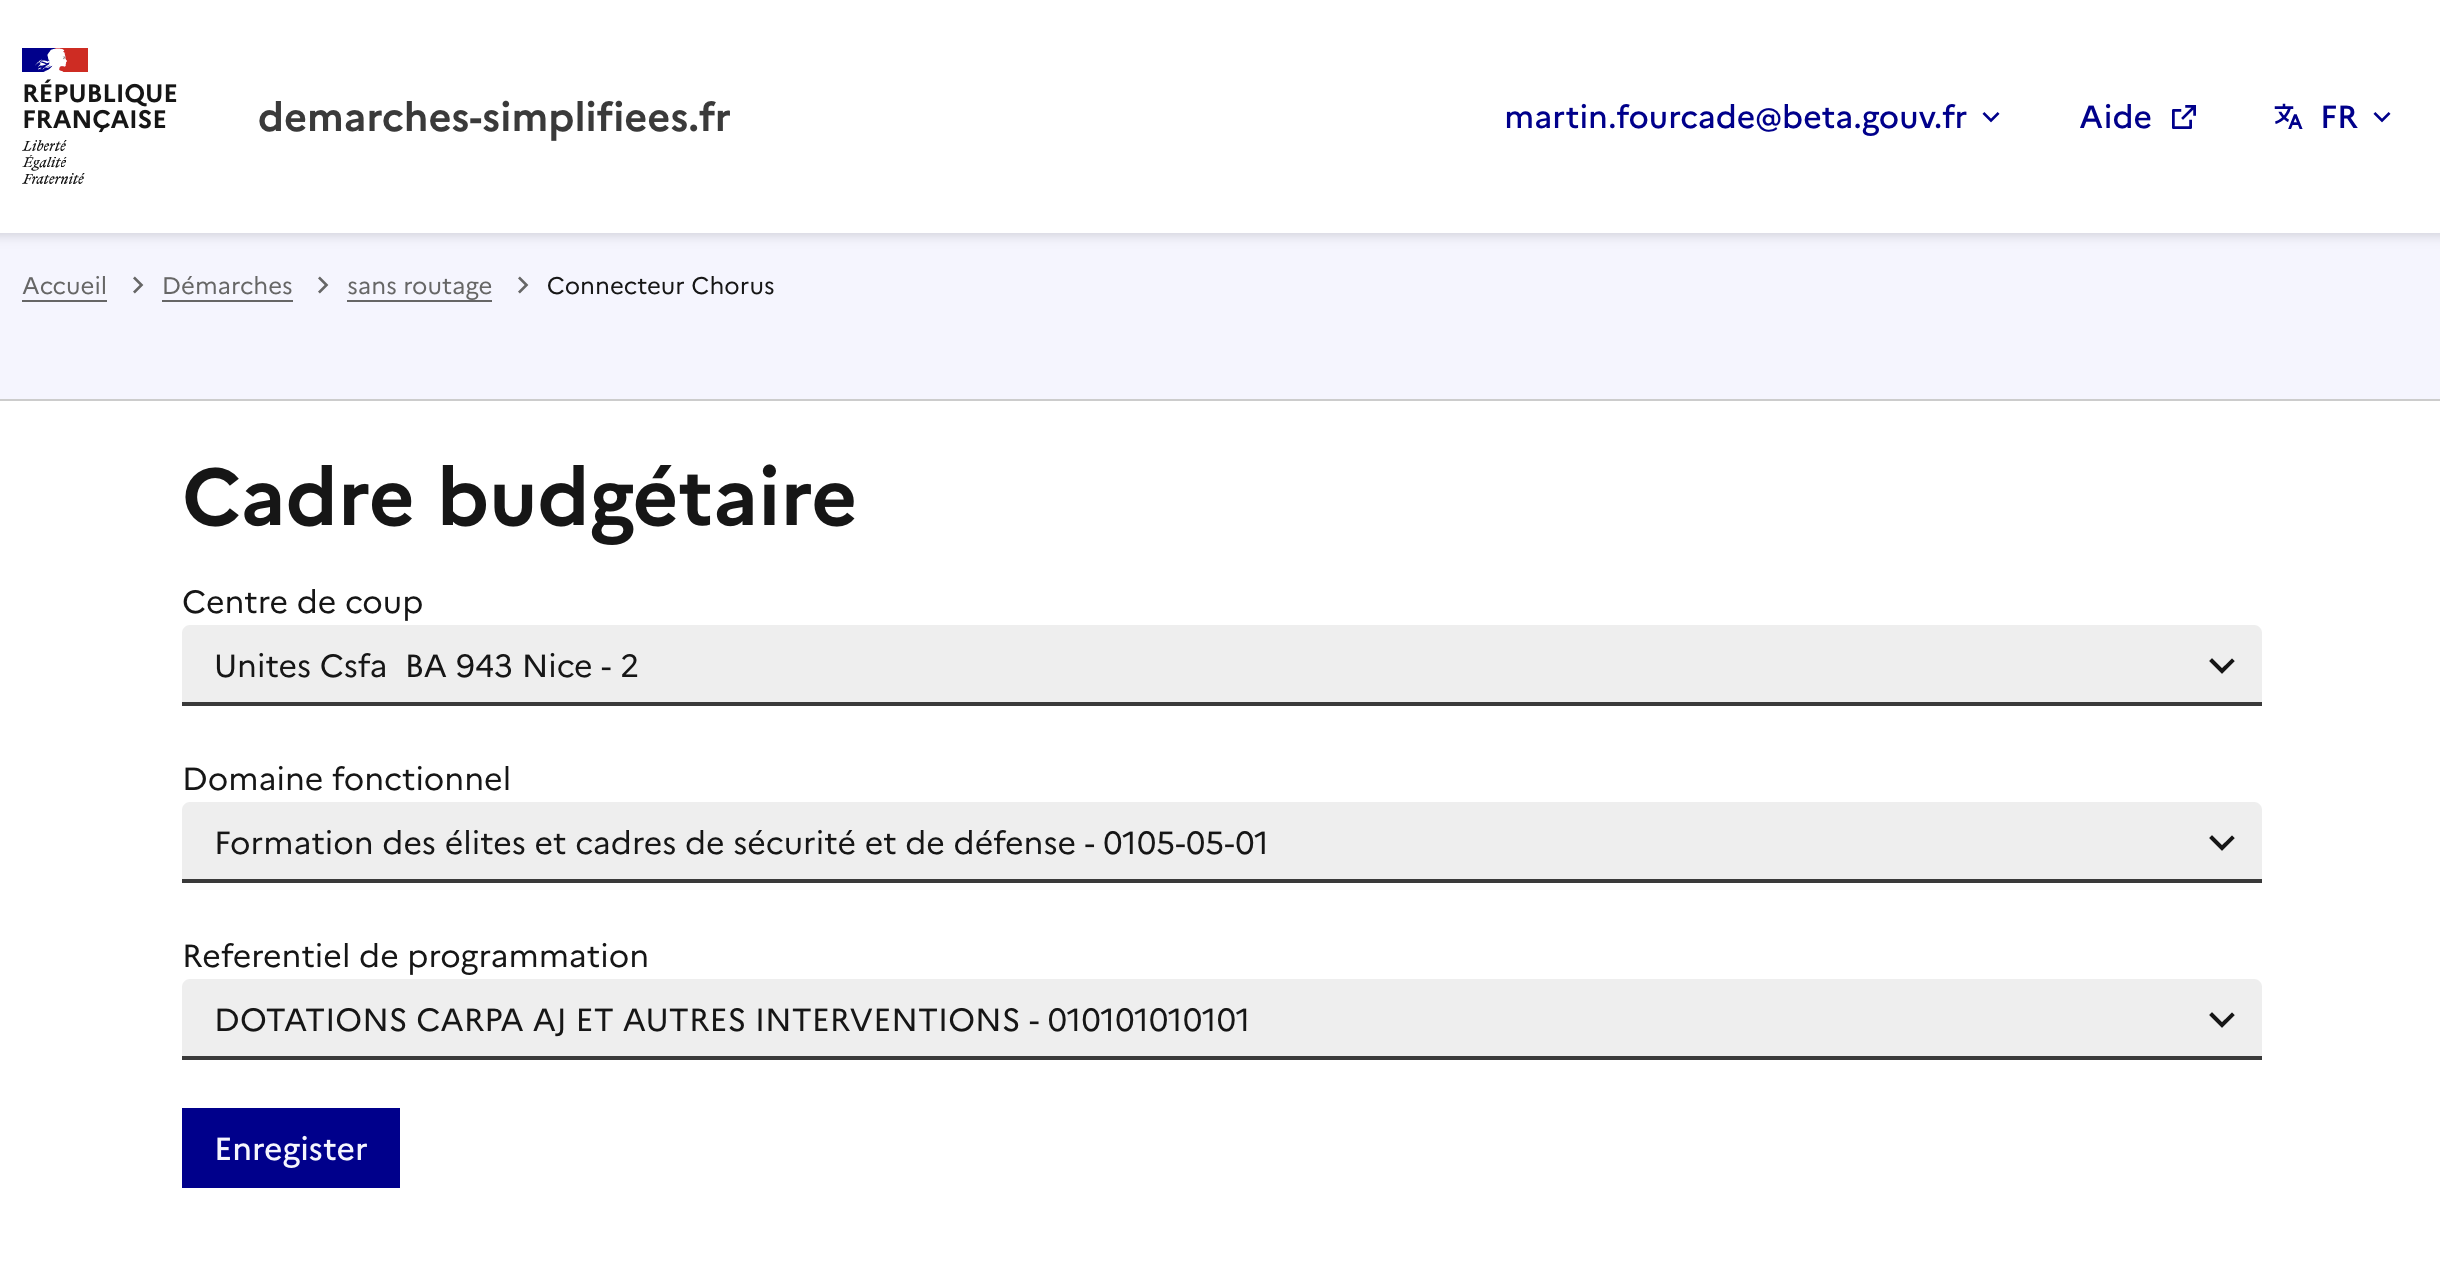 RÉPUBLIQUE
FRANÇAISE
Liberté
Égalité
Fraternité
demarches-simplifiees.fr
martin.fourcade@beta.gouv.fr
Aide
FR
Accueil > Démarches > sans routage > Connecteur Chorus
Cadre budgétaire
Centre de coup
Unites Csfa  BA 943 Nice - 2
Domaine fonctionnel
Formation des élites et cadres de sécurité et de défense - 0105-05-01
Réferentiel de programmation
DOTATIONS CARPA AJ ET AUTRES INTERVENTIONS - 010101010101
Enregister